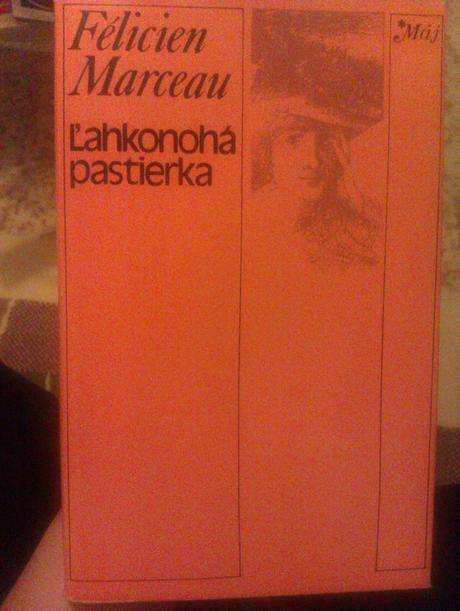 Félicien
Marceau
Ľahkonohá
pastierka
*Máj